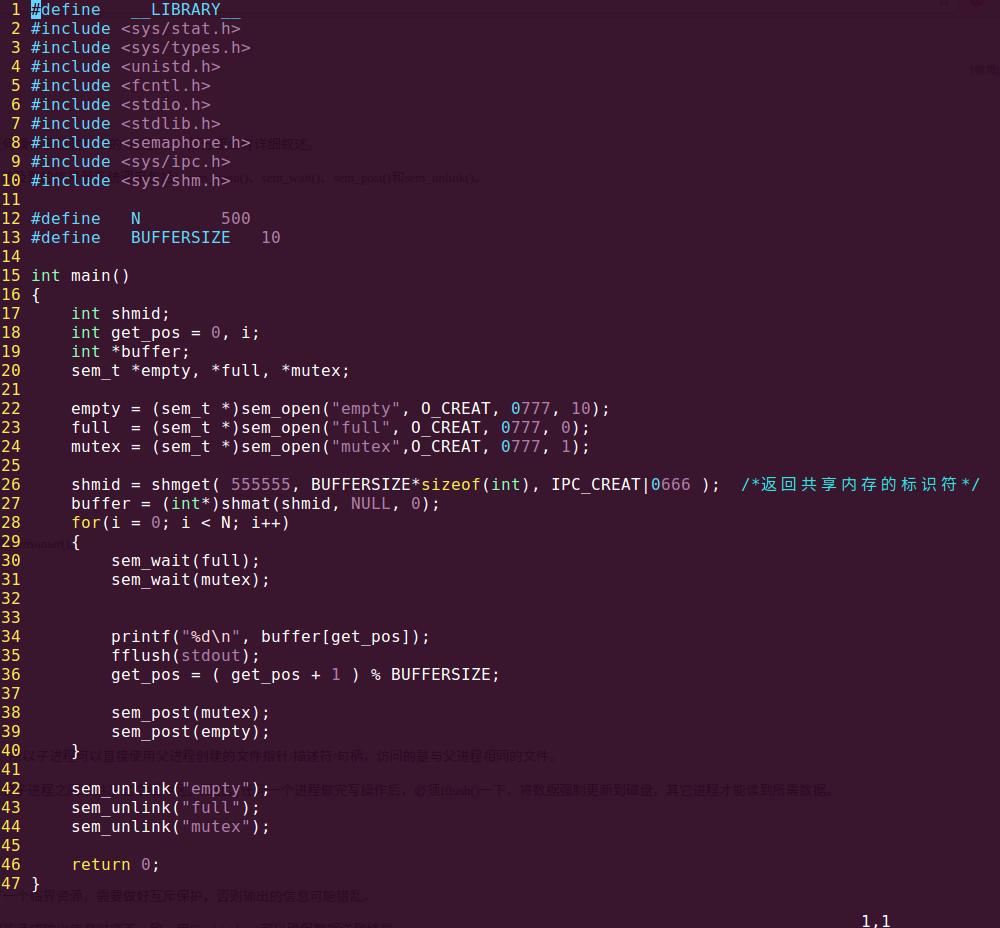 1 #define   __LIBRARY__
2 #include <sys/stat.h>
3 #include <sys/types.h>
4 #include <unistd.h>
5 #include <fcntl.h>
6 #include <stdio.h>
7 #include <stdlib.h>
8 #include <semaphore.h>
9 #include <sys/ipc.h>
10 #include <sys/shm.h>
11
12 #define   N        500
13 #define   BUFFERSIZE   10
14
15 int main()
16 {
17     int shmid;
18     int get_pos = 0, i;
19     int *buffer;
20     sem_t *empty, *full, *mutex;
21
22     empty = (sem_t *)sem_open("empty", O_CREAT, 0777, 10);
23     full  = (sem_t *)sem_open("full", O_CREAT, 0777, 0);
24     mutex = (sem_t *)sem_open("mutex",O_CREAT, 0777, 1);
25
26     shmid = shmget( 555555, BUFFERSIZE*sizeof(int), IPC_CREAT|0666 );  /*返回共享内存的标识符*/
27     buffer = (int*)shmat(shmid, NULL, 0);
28     for(i = 0; i < N; i++)
29     {
30         sem_wait(full);
31         sem_wait(mutex);
32
33
34         printf("%d\n", buffer[get_pos]);
35         fflush(stdout);
36         get_pos = ( get_pos + 1 ) % BUFFERSIZE;
37
38         sem_post(mutex);
39         sem_post(empty);
40     }
41
42     sem_unlink("empty");
43     sem_unlink("full");
44     sem_unlink("mutex");
45
46     return 0;
47 }
1,1